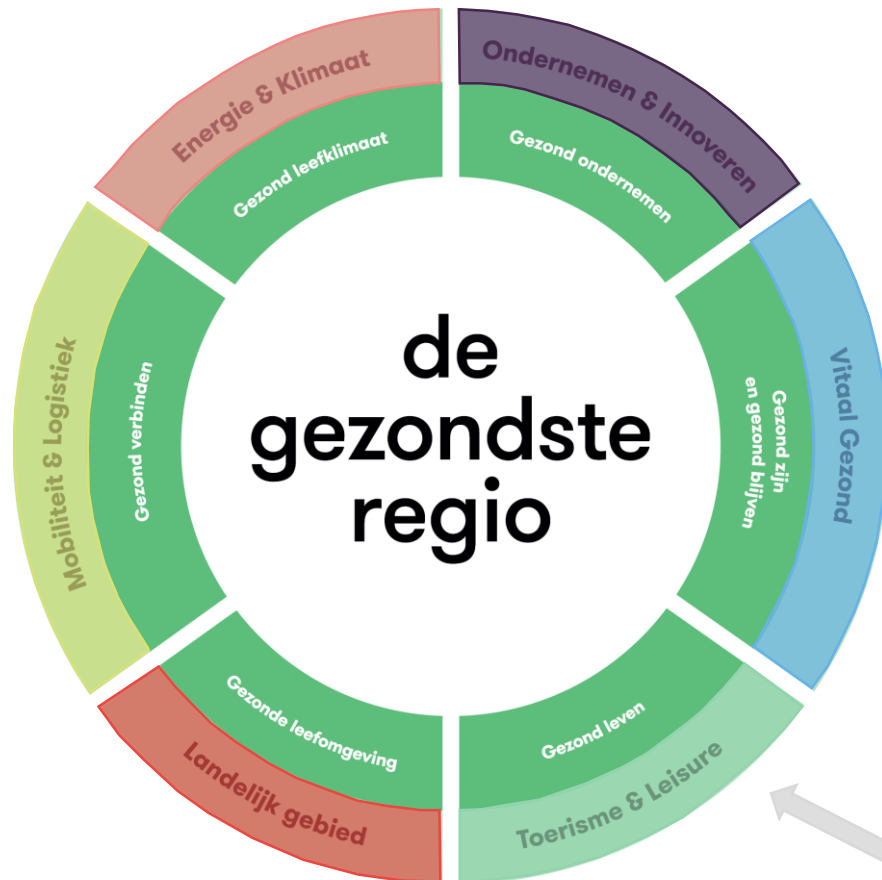 Energie & Klimaat
Gezond leefklimaat
Ondernemen & Innoveren
Gezond ondernemen
Vitaal Gezond
Gezond zijn
en gezond blijven
Toerisme & Leisure
Gezond leven
Landelijk gebied
Gezonde leefomgeving
Mobiliteit & Logistiek
Gezond verbinden
de
gezondste
regio